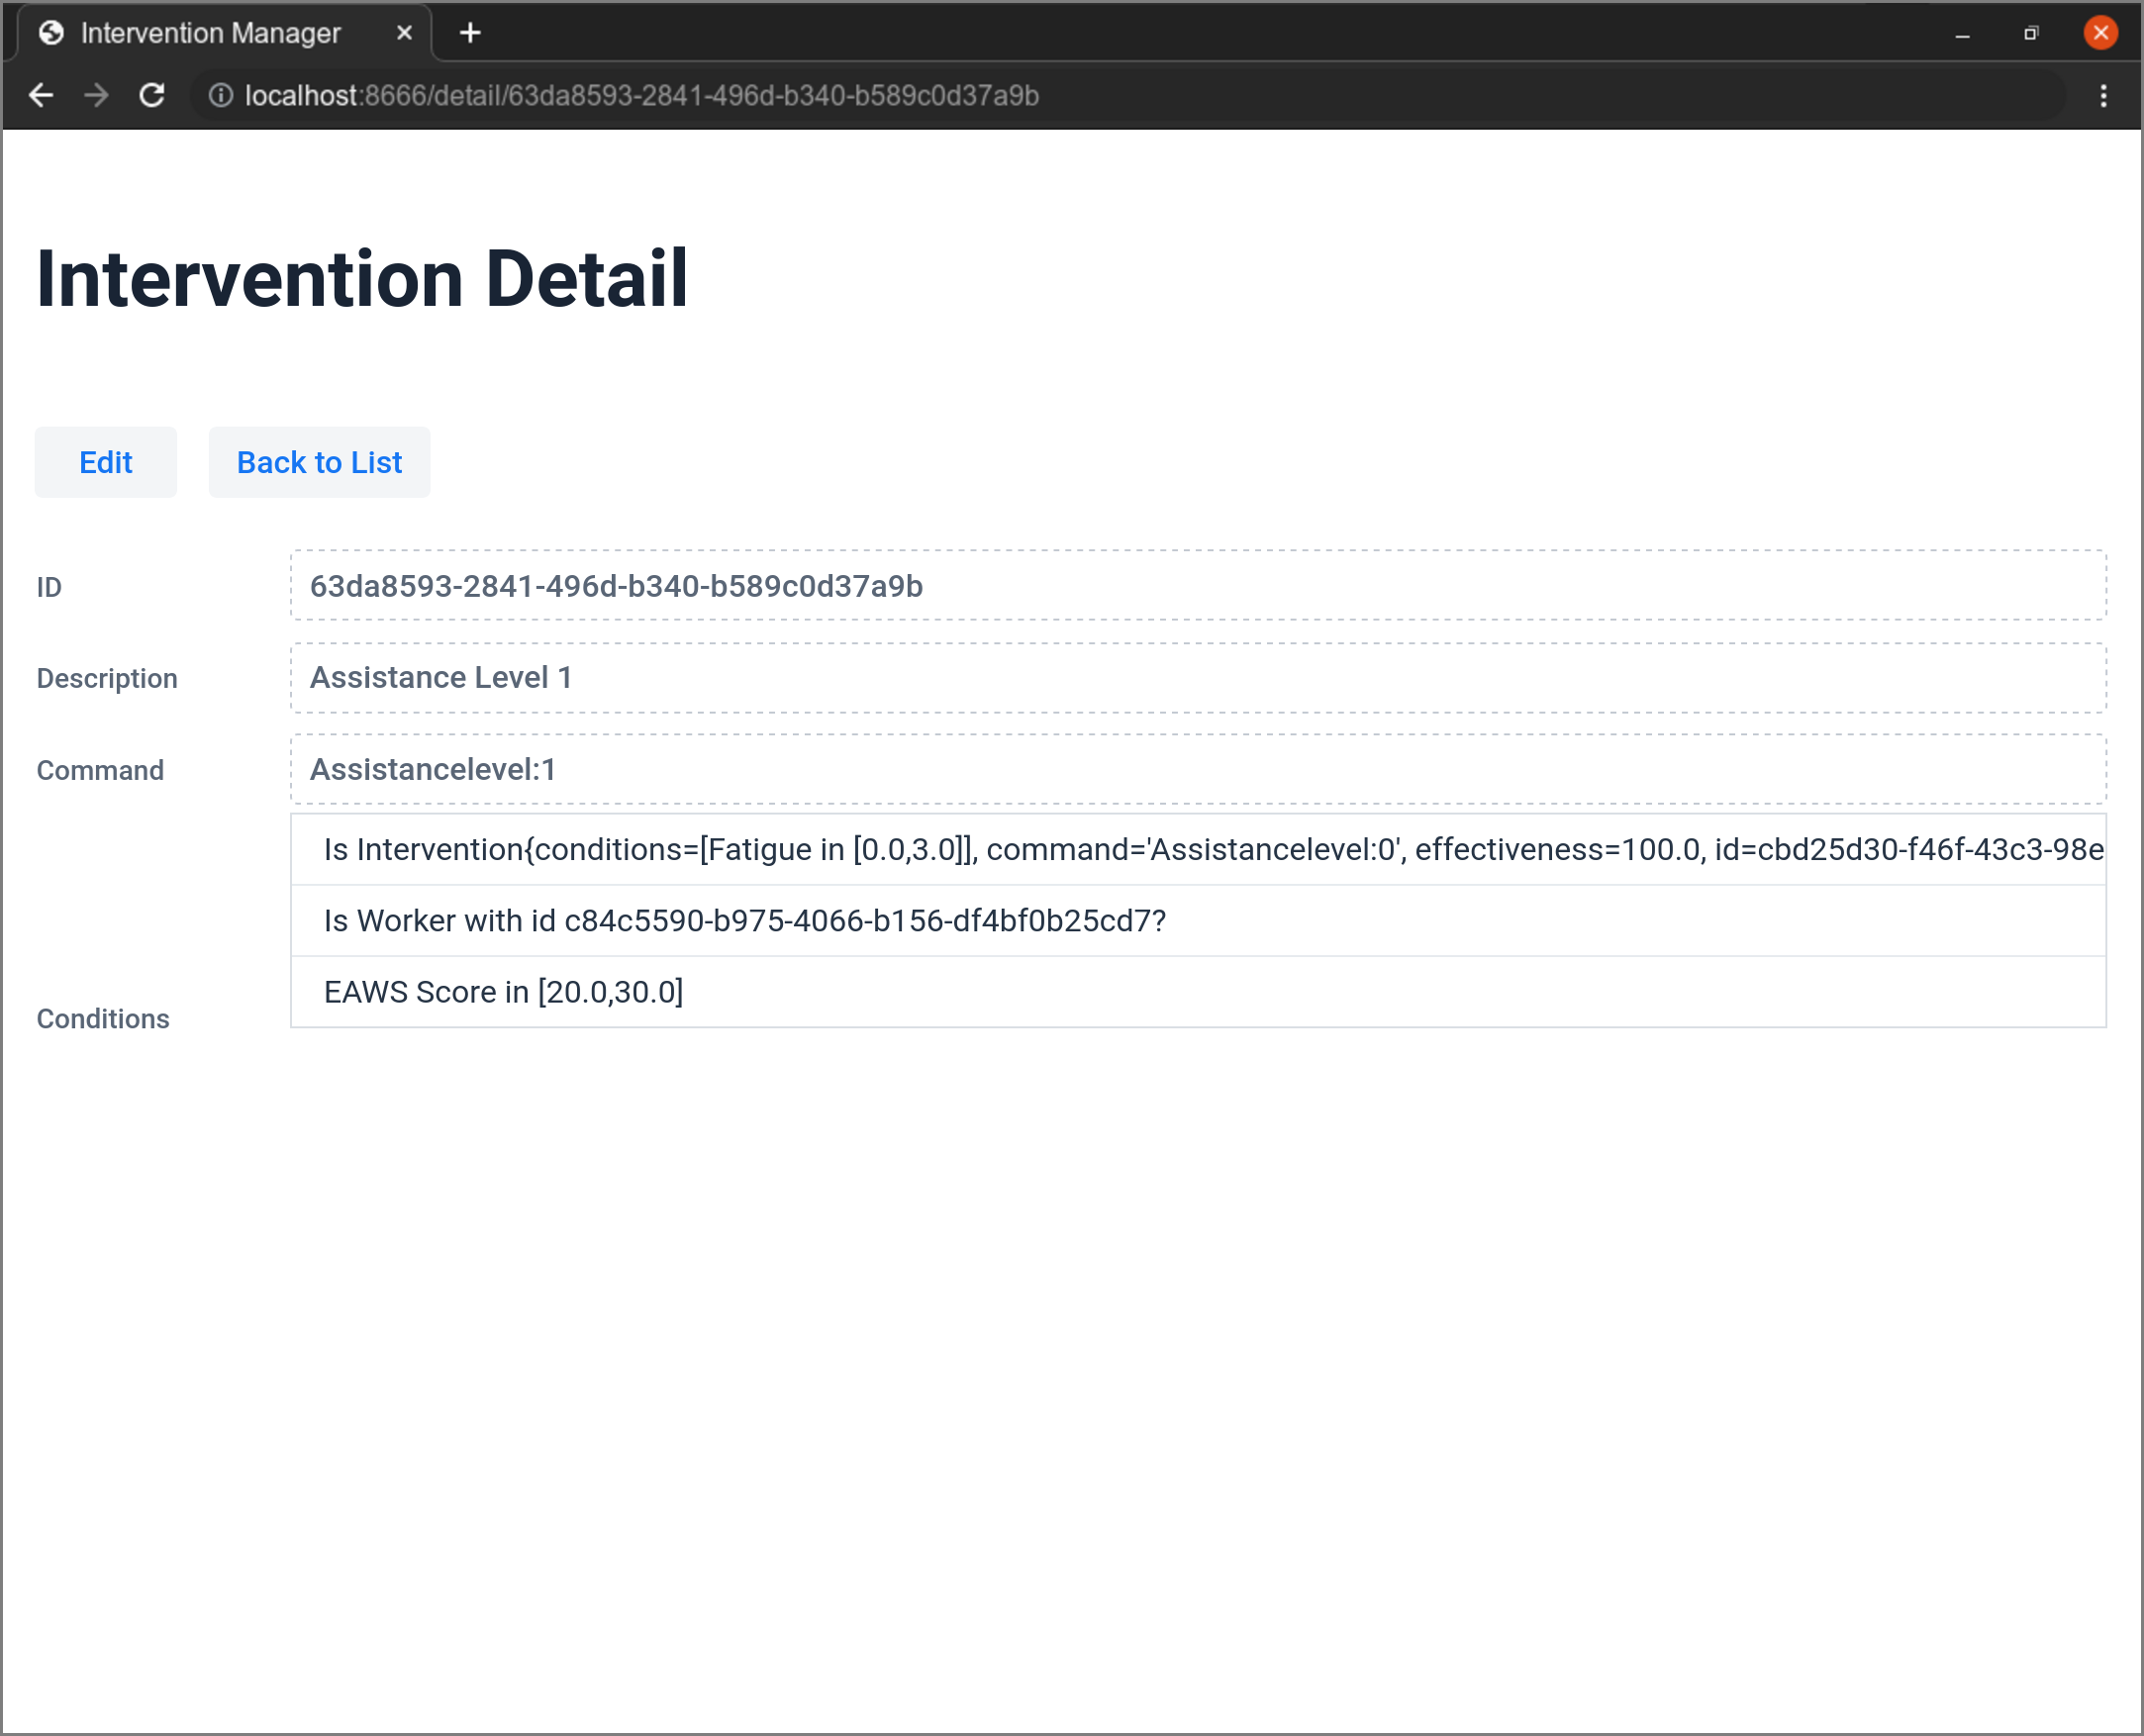 Intervention Manager
localhost:8666/detail/63da8593-2841-496d-b340-b589c0d37a9b
Intervention Detail
Edit Back to List
ID 63da8593-2841-496d-b340-b589c0d37a9b
Description Assistance Level 1
Command Assistancelevel:1
Is Intervention{conditions=[Fatigue in [0.0,3.0]], command='Assistancelevel:0', effectiveness=100.0, id=cbd25d30-f46f-43c3-98e
Is Worker with id c84c5590-b975-4066-b156-df4bf0b25cd7?
EAWS Score in [20.0,30.0]
Conditions